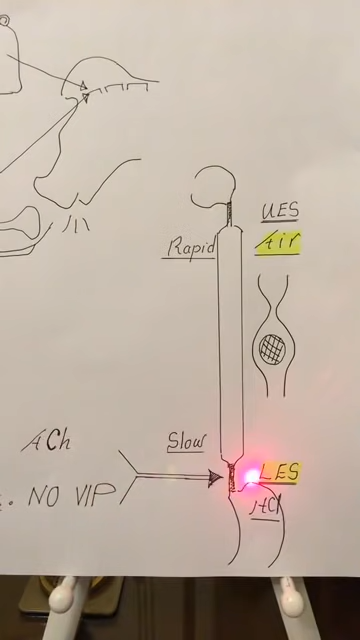 UES
Rapid Air
ACh Slow
LES
NO VIP
HCl